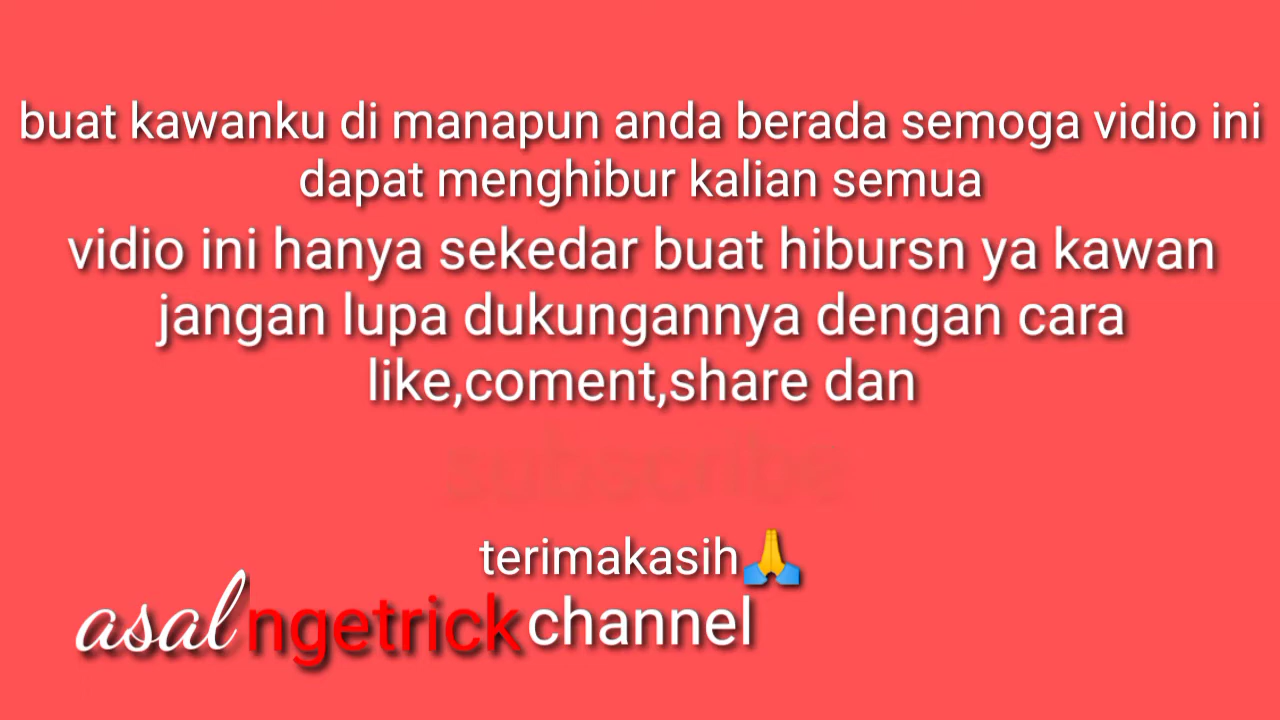 buat kawanku di manapun anda berada semoga vidio ini
dapat menghibur kalian semua
vidio ini hanya sekedar buat hibursn ya kawan
jangan lupa dukungannya dengan cara
like,coment,share dan
subscribe
terimakasih🙏
asal ngetrick channel